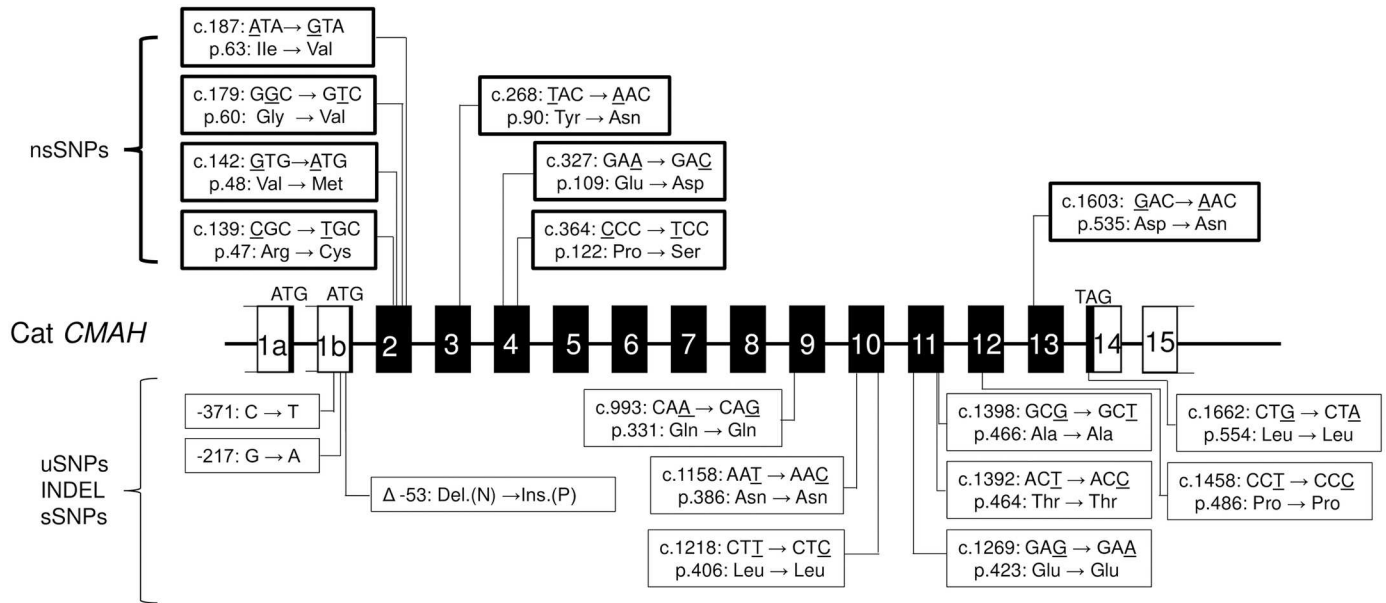 nsSNPs
c.187: ATA → GTA
p.63: Ile → Val
c.179: GGC → GTC
p.60: Gly → Val
c.142: GTG→ATG
p.48: Val → Met
c.139: CGC → TGC
p.47: Arg → Cys
c.268: TAC → AAC
p.90: Tyr → Asn
c.327: GAA → GAC
p.109: Glu → Asp
c.364: CCC → TCC
p.122: Pro → Ser
c.1603: GAC→ AAC
p.535: Asp → Asn
ATG ATG TAG
Cat CMAH
1a 1b 2 3 4 5 6 7 8 9 10 11 12 13 14 15
uSNPs
INDEL
sSNPs
-371: C → T
-217: G → A
Δ -53: Del.(N) →Ins.(P)
c.993: CAA → CAG
p.331: Gln → Gln
c.1158: AAT → AAC
p.386: Asn → Asn
c.1218: CTT → CTC
p.406: Leu → Leu
c.1398: GCG → GCT
p.466: Ala → Ala
c.1392: ACT → ACC
p.464: Thr → Thr
c.1269: GAG → GAA
p.423: Glu → Glu
c.1662: CTG → CTA
p.554: Leu → Leu
c.1458: CCT → CCC
p.486: Pro → Pro